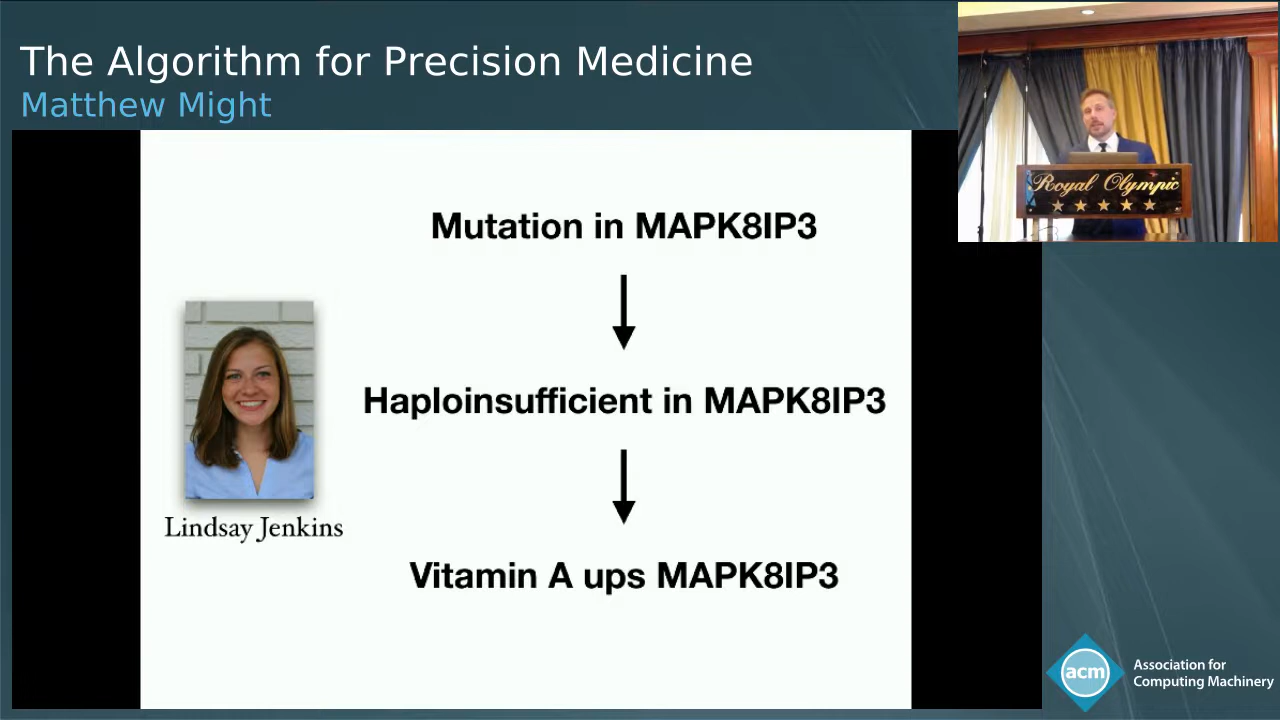 The Algorithm for Precision Medicine
Matthew Might
Royal Olympic
Mutation in MAPK8IP3
Haploinsufficient in MAPK8IP3
Vitamin A ups MAPK8IP3
Lindsay Jenkins
acm
Association for
Computing Machinery